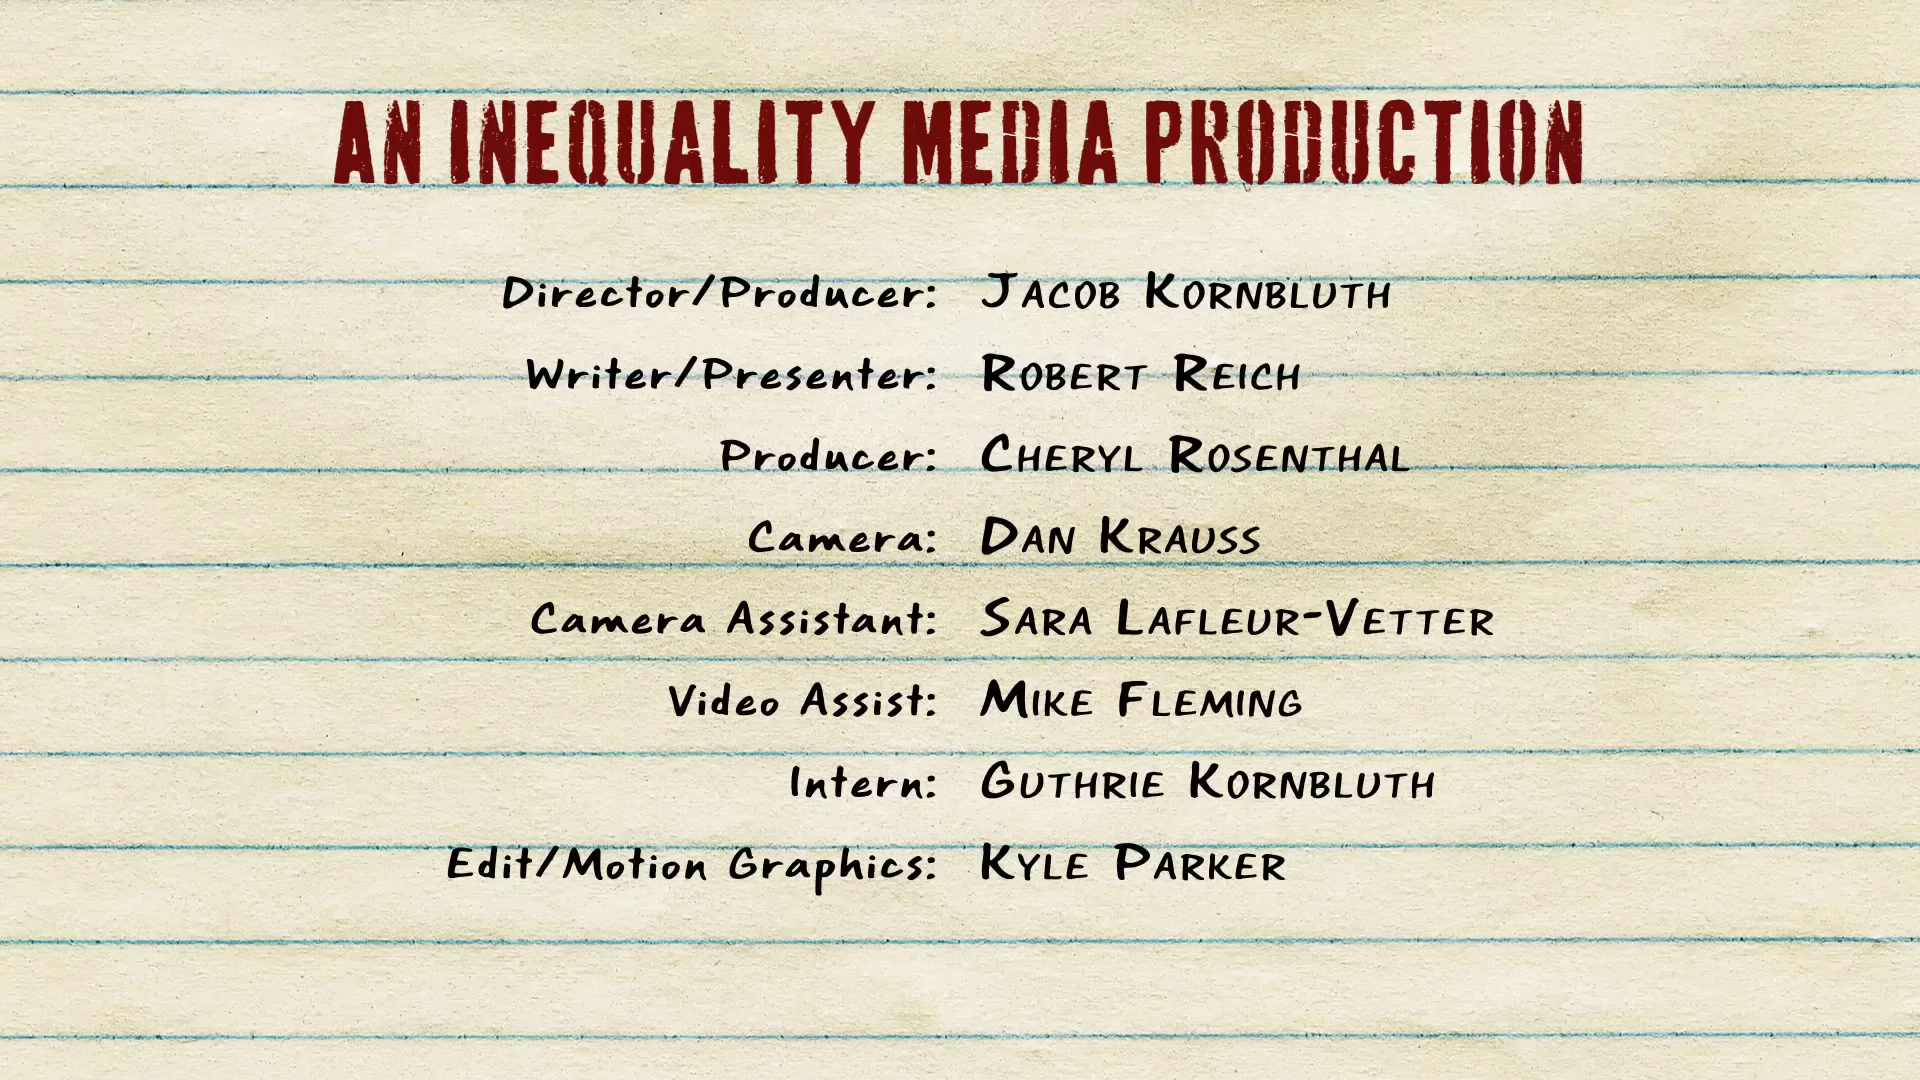 AN INEQUALITY MEDIA PRODUCTION
Director/Producer: JACOB KORNBLUTH
Writer/Presenter: ROBERT REICH
Producer: CHERYL ROSENTHAL
Camera: DAN KRAUSS
Camera Assistant: SARA LAFLEUR-VETTER
Video Assist: MIKE FLEMING
Intern: GUTHRIE KORNBLUTH
Edit/Motion Graphics: KYLE PARKER